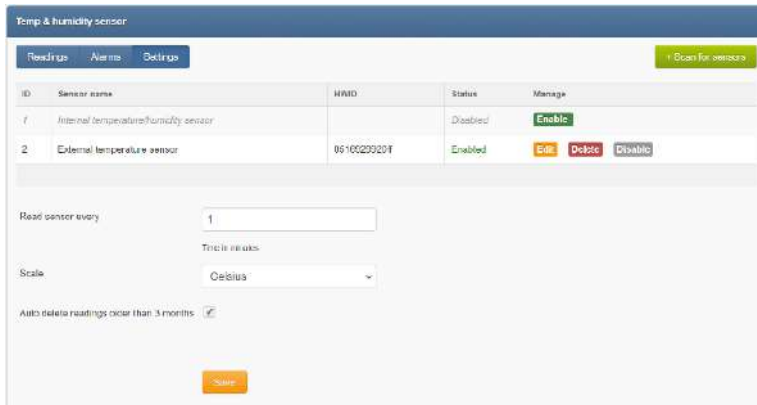 Temp & humidity sensor
Readings Alarms Settings + Scan for sensors
ID Sensor name HWID Status Manage
1 Internal temperature/humidity sensor Disabled Enable
2 External temperature sensor Enabled Edit Delete Disable
Read sensor every 1
Time in minutes
Scale Celsius
Auto delete readings older than 3 months
Save